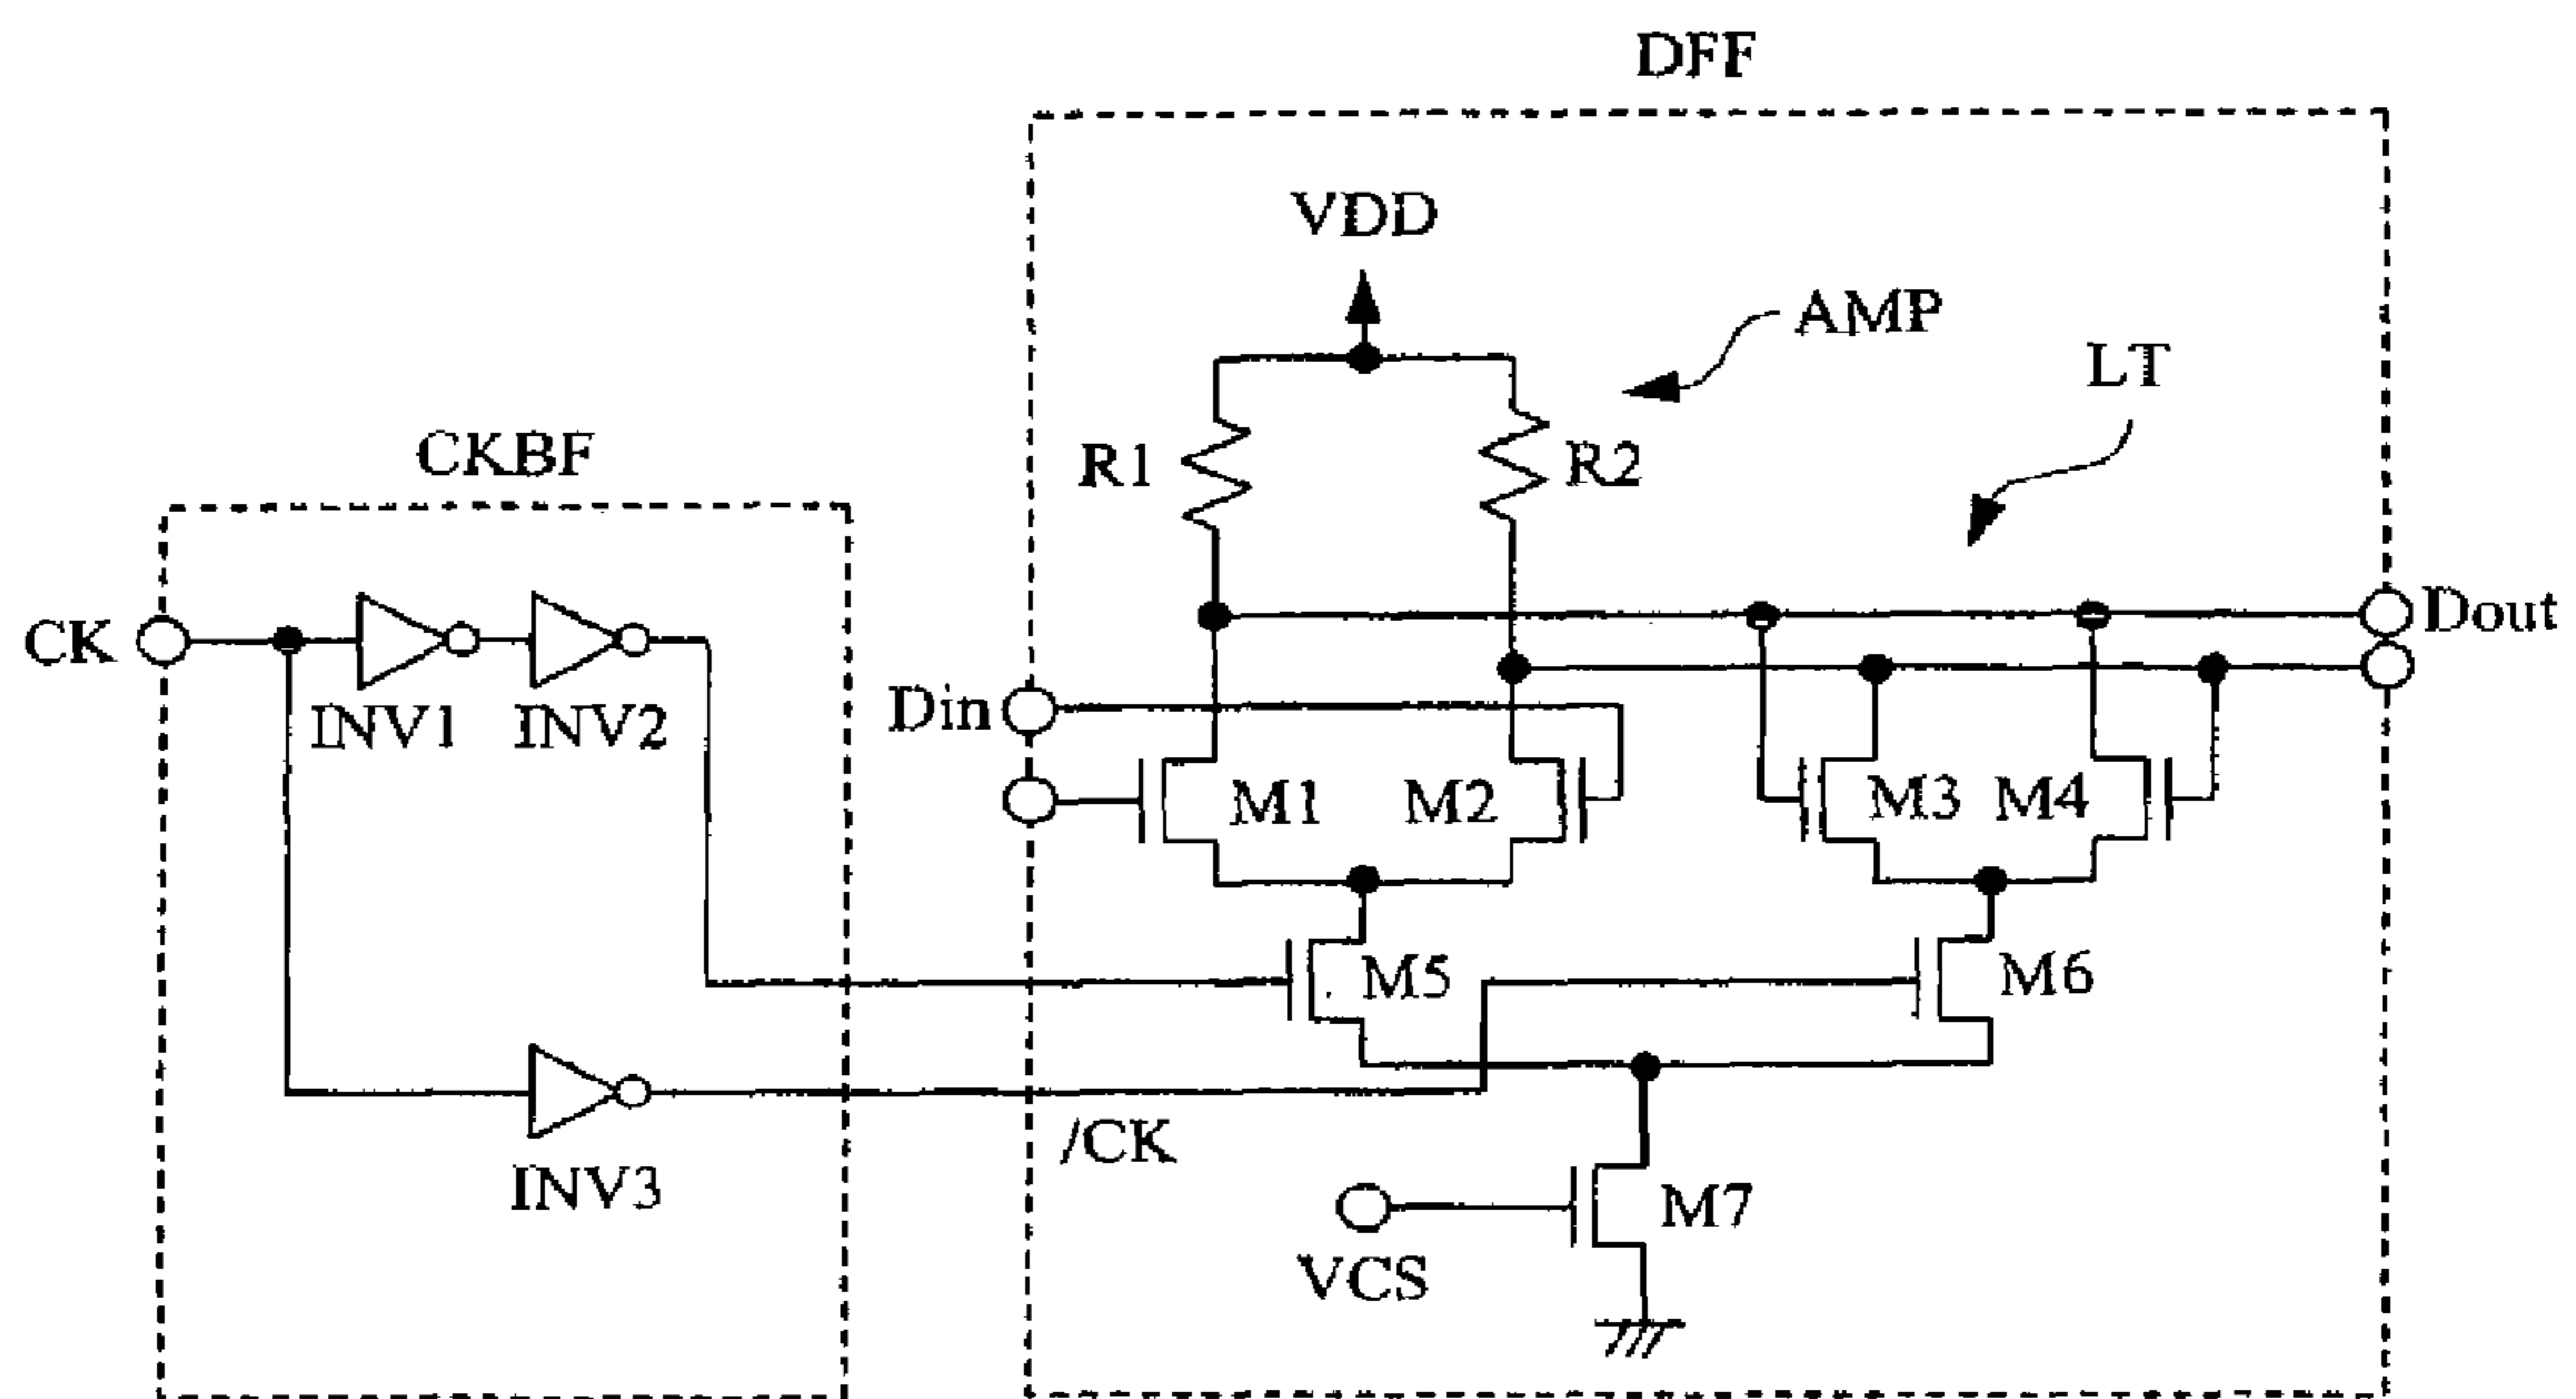 DFF
VDD
AMP
LT
CKBF
R1
R2
CK
Dout
INV1
INV2
Din
M1
M2
M3
M4
M5
M6
/CK
INV3
M7
VCS